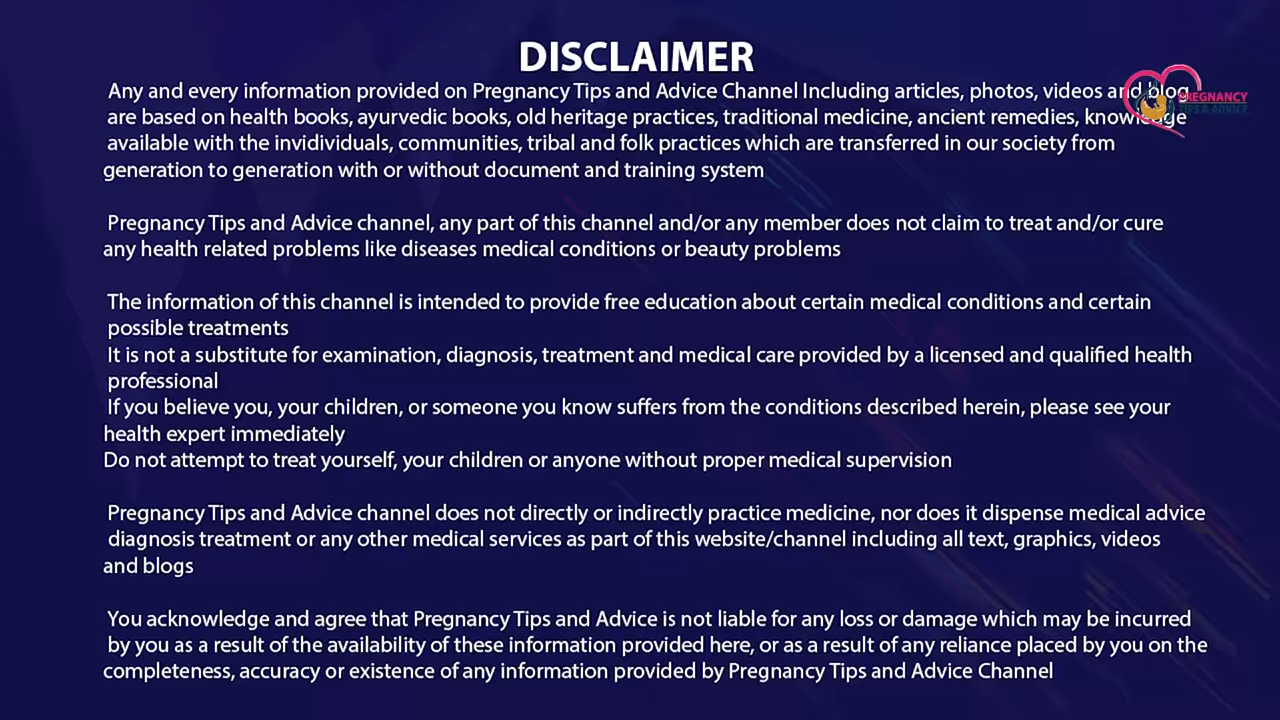 DISCLAIMER
Any and every information provided on Pregnancy Tips and Advice Channel Including articles, photos, videos and blog
are based on health books, ayurvedic books, old heritage practices, traditional medicine, ancient remedies, knowledge
available with the invidividuals, communities, tribal and folk practices which are transferred in our society from
generation to generation with or without document and training system
Pregnancy Tips and Advice channel, any part of this channel and/or any member does not claim to treat and/or cure
any health related problems like diseases medical conditions or beauty problems
The information of this channel is intended to provide free education about certain medical conditions and certain
possible treatments
It is not a substitute for examination, diagnosis, treatment and medical care provided by a licensed and qualified health
professional
If you believe you, your children, or someone you know suffers from the conditions described herein, please see your
health expert immediately
Do not attempt to treat yourself, your children or anyone without proper medical supervision
Pregnancy Tips and Advice channel does not directly or indirectly practice medicine, nor does it dispense medical advice
diagnosis treatment or any other medical services as part of this website/channel including all text, graphics, videos
and blogs
You acknowledge and agree that Pregnancy Tips and Advice is not liable for any loss or damage which may be incurred
by you as a result of the availability of these information provided here, or as a result of any reliance placed by you on the
completeness, accuracy or existence of any information provided by Pregnancy Tips and Advice Channel
PREGNANCY
TIPS & ADVICE